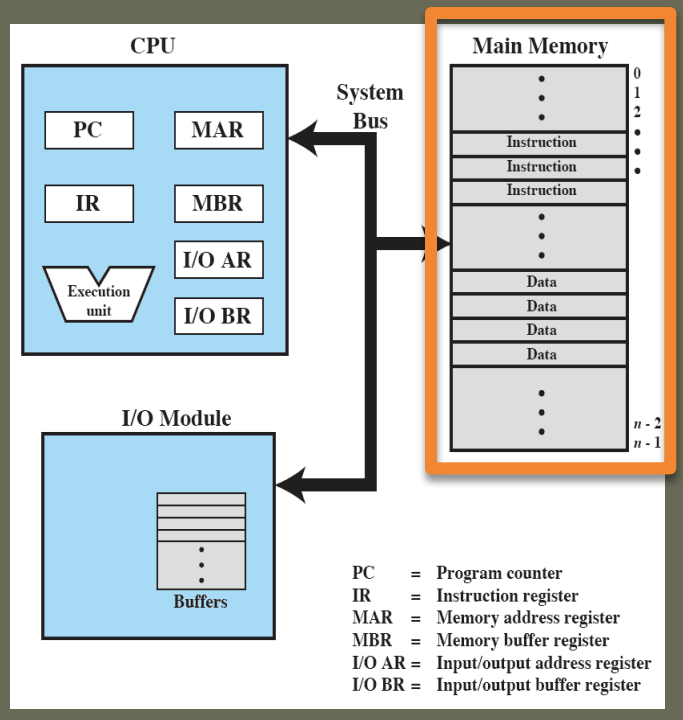 CPU
PC
MAR
IR
MBR
I/O AR
Execution
unit
I/O BR
System
Bus
Main Memory
0
1
2
Instruction
Instruction
Instruction
Data
Data
Data
Data
n - 2
n - 1
I/O Module
Buffers
PC = Program counter
IR = Instruction register
MAR = Memory address register
MBR = Memory buffer register
I/O AR = Input/output address register
I/O BR = Input/output buffer register